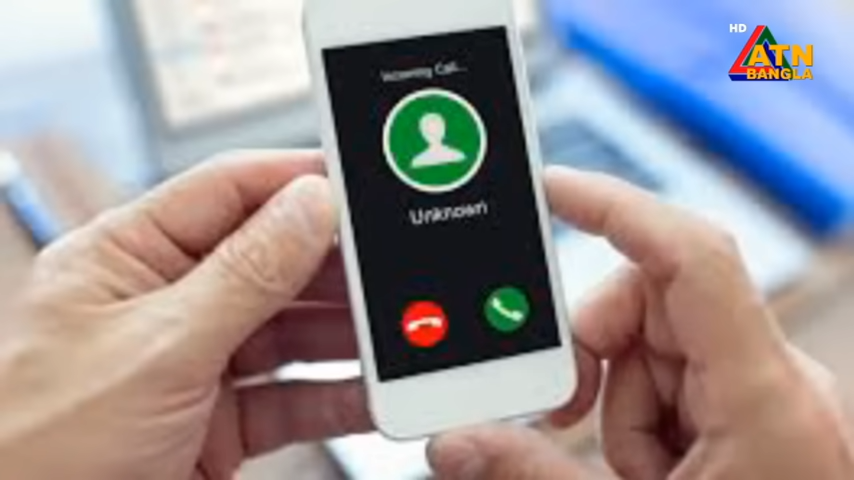 HD
ATN
BANGLA
Incoming Call...
Unknown